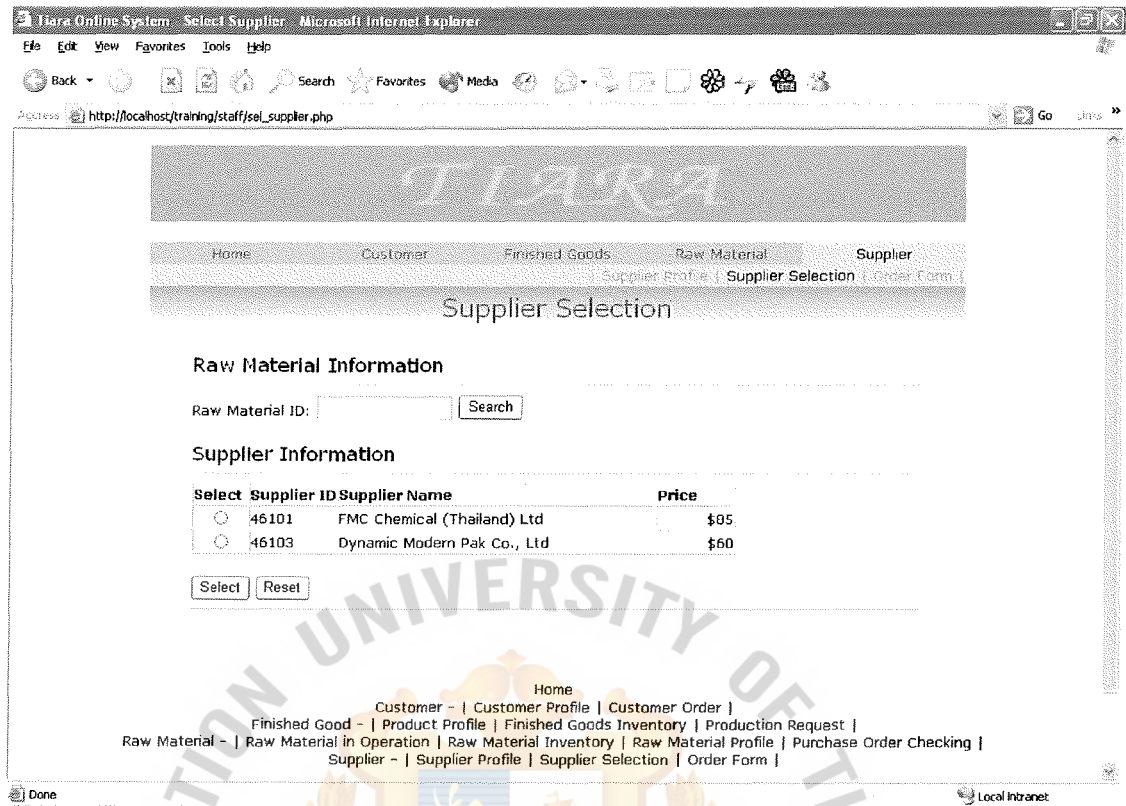 Tiara Online System Select Supplier Microsoft Internet Explorer
File Edit View Favorites Tools Help
Back Search Favorites Media
Address http://localhost/training/staff/sel_supplier.php Go Links »
TIARA
Home Customer Finished Goods Raw Material Supplier
| Supplier Profile | Supplier Selection | Order Form |
Supplier Selection
Raw Material Information
Raw Material ID: Search
Supplier Information
Select Supplier ID Supplier Name Price
46101 FMC Chemical (Thailand) Ltd $85
46103 Dynamic Modern Pak Co., Ltd $60
Select Reset
UNIVERSITY OF
Home
Customer - | Customer Profile | Customer Order |
Finished Good - | Product Profile | Finished Goods Inventory | Production Request |
Raw Material - | Raw Material in Operation | Raw Material Inventory | Raw Material Profile | Purchase Order Checking |
Supplier - | Supplier Profile | Supplier Selection | Order Form |
Done Local intranet